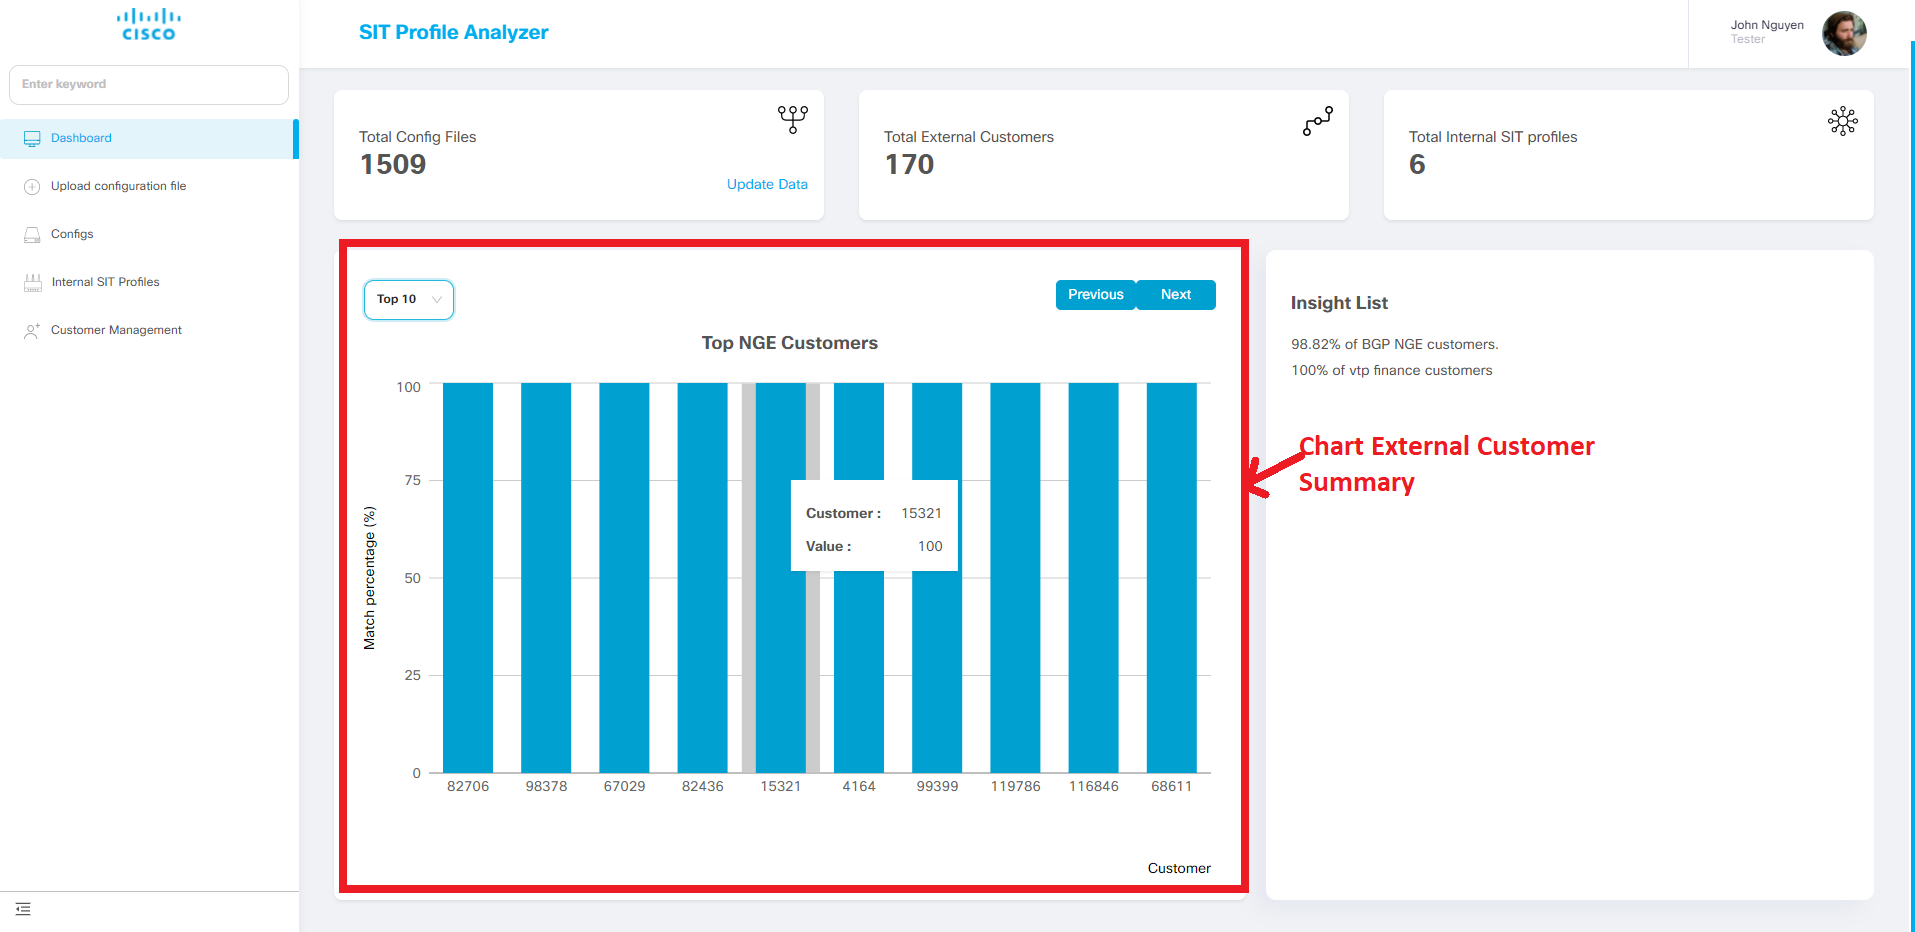 CISCO
SIT Profile Analyzer
John Nguyen
Tester
Enter keyword
Dashboard
Upload configuration file
Configs
Internal SIT Profiles
Customer Management
Total Config Files
1509
Update Data
Total External Customers
170
Total Internal SIT profiles
6
Top 10
Previous
Next
Top NGE Customers
Match percentage (%)
100
75
50
25
0
Customer : 15321
Value : 100
82706 98378 67029 82436 15321 4164 99399 119786 116846 68611
Customer
Insight List
98.82% of BGP NGE customers.
100% of vtp finance customers
Chart External Customer
Summary